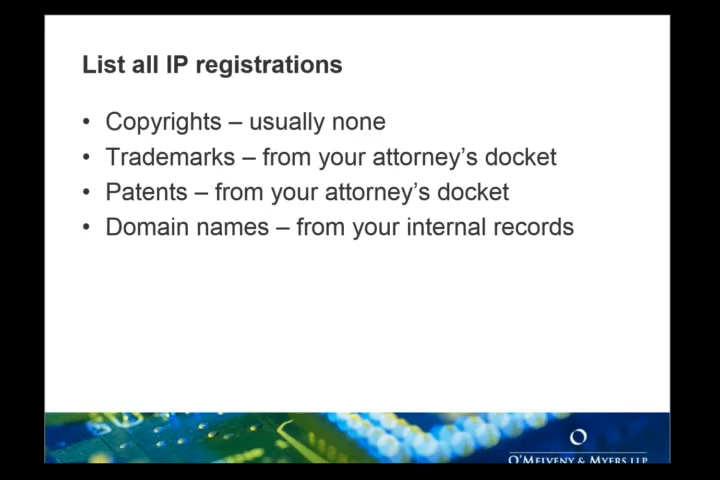 List all IP registrations
• Copyrights – usually none
• Trademarks – from your attorney's docket
• Patents – from your attorney's docket
• Domain names – from your internal records
O'MELVENY & MYERS LLP